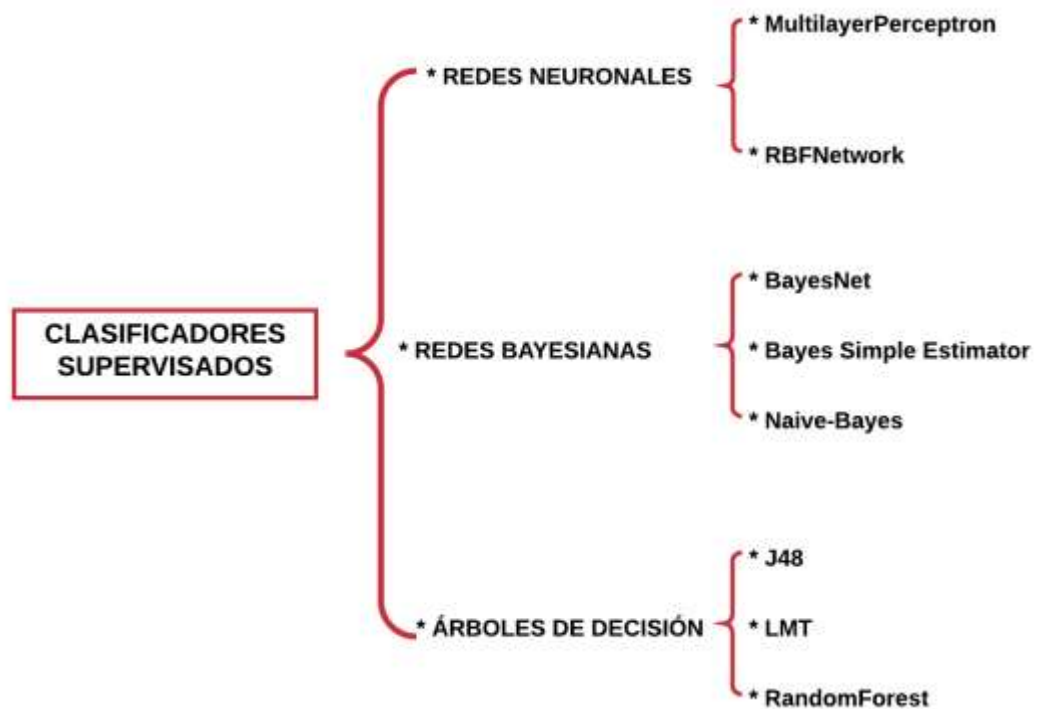 CLASIFICADORES
SUPERVISADOS
* REDES NEURONALES
* MultilayerPerceptron
* RBFNetwork
* REDES BAYESIANAS
* BayesNet
* Bayes Simple Estimator
* Naive-Bayes
* ÁRBOLES DE DECISIÓN
* J48
* LMT
* RandomForest